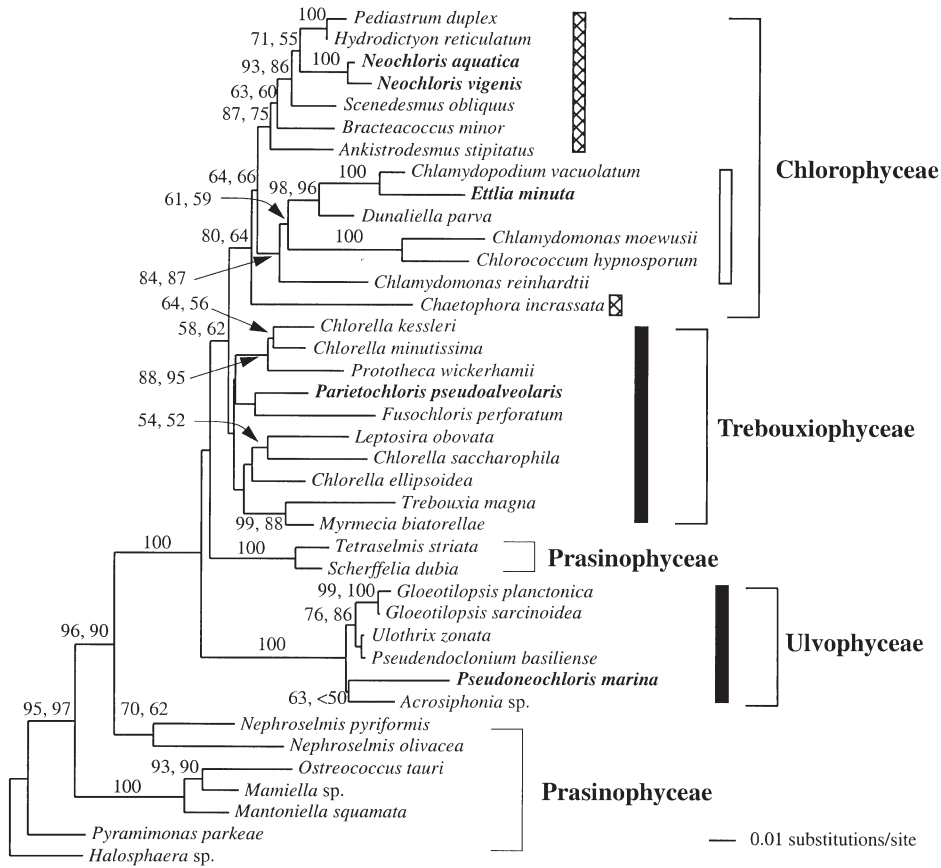 100
Pediastrum duplex
71, 55
Hydrodictyon reticulatum
100
Neochloris aquatica
93, 86
Neochloris vigenis
63, 60
Scenedesmus obliquus
87, 75
Bracteacoccus minor
Ankistrodesmus stipitatus
Chlorophyceae
100
Chlamydopodium vacuolatum
64, 66
98, 96
Ettlia minuta
61, 59
Dunaliella parva
80, 64
100
Chlamydomonas moewusii
Chlorococcum hypnosporum
84, 87
Chlamydomonas reinhardtii
64, 56
Chaetophora incrassata
58, 62
Chlorella kessleri
Chlorella minutissima
88, 95
Prototheca wickerhamii
Parietochloris pseudoalveolaris
54, 52
Fusochloris perforatum
Trebouxiophyceae
Leptosira obovata
Chlorella saccharophila
Chlorella ellipsoidea
Trebouxia magna
99, 88
Myrmecia biatorellae
100
100
Tetraselmis striata
Prasinophyceae
Scherffelia dubia
99, 100
Gloeotilopsis planctonica
76, 86
Gloeotilopsis sarcinoidea
96, 90
100
Ulothrix zonata
Ulvophyceae
Pseudendoclonium basiliense
Pseudoneochloris marina
63, <50
Acrosiphonia sp.
95, 97
70, 62
Nephroselmis pyriformis
Nephroselmis olivacea
93, 90
Ostreococcus tauri
100
Mamiella sp.
Prasinophyceae
Mantoniella squamata
Pyramimonas parkeae
0.01 substitutions/site
Halosphaera sp.